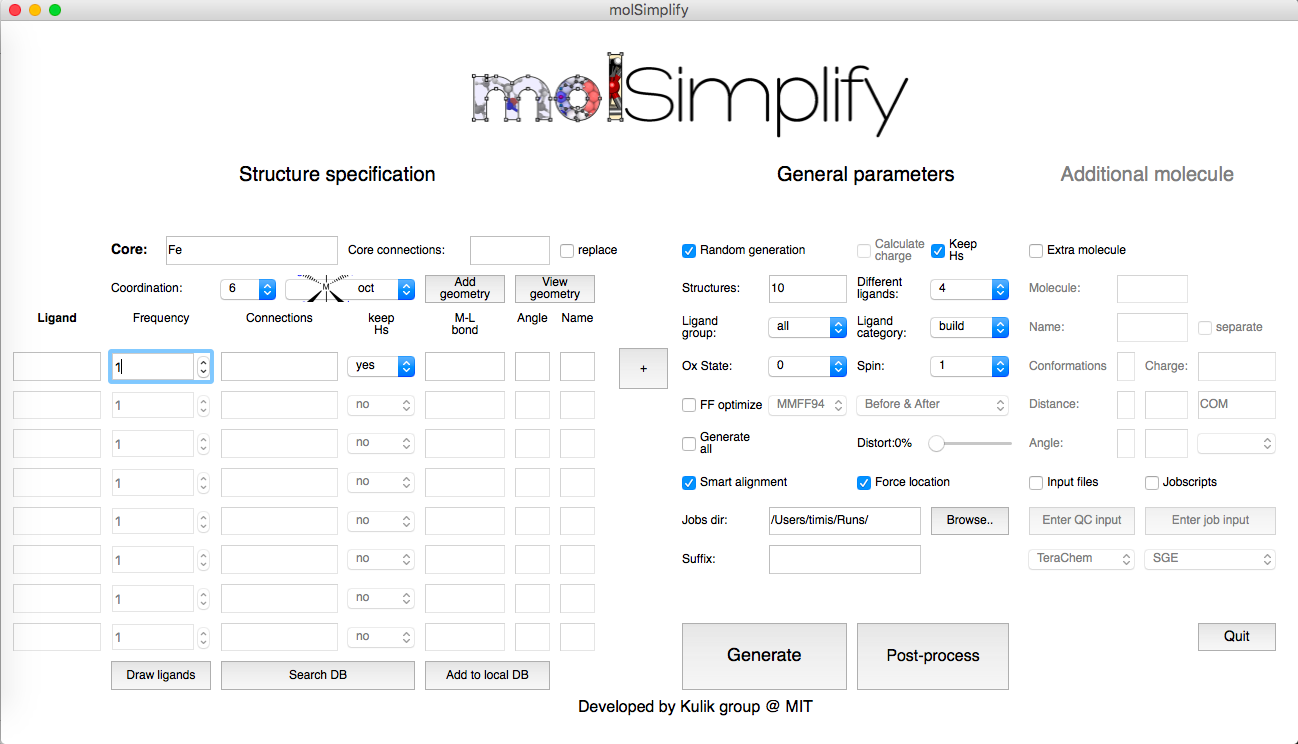 molSimplify
molSimplify
Structure specification
General parameters
Additional molecule
Core: Fe Core connections: replace
Random generation Calculate charge Keep Hs Extra molecule
Coordination: 6 M oct Add geometry View geometry
Structures: 10 Different ligands: 4 Molecule:
Ligand Frequency Connections keep Hs M-L bond Angle Name
Ligand group: all Ligand category: build Name: separate
1 yes +
Ox State: 0 Spin: 1 Conformations Charge:
1 no
FF optimize MMFF94 Before & After Distance: COM
1 no
Generate all Distort:0% Angle:
1 no
Smart alignment Force location Input files Jobscripts
1 no
Jobs dir: /Users/timis/Runs/ Browse.. Enter QC input Enter job input
1 no
Suffix: TeraChem SGE
1 no
1 no
Draw ligands Search DB Add to local DB
Generate Post-process Quit
Developed by Kulik group @ MIT